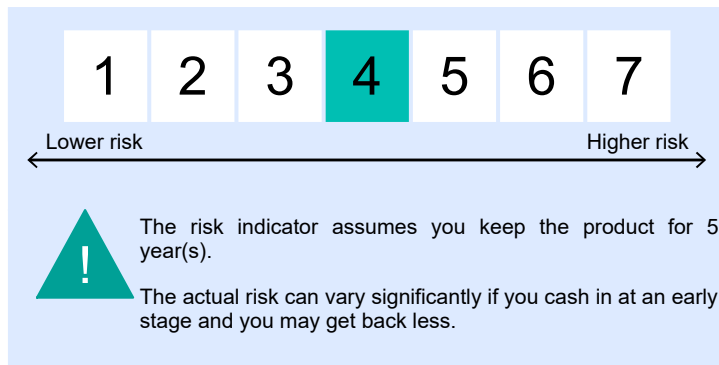 1 2 3 4 5 6 7
Lower risk Higher risk
!
The risk indicator assumes you keep the product for 5
year(s).
The actual risk can vary significantly if you cash in at an early
stage and you may get back less.